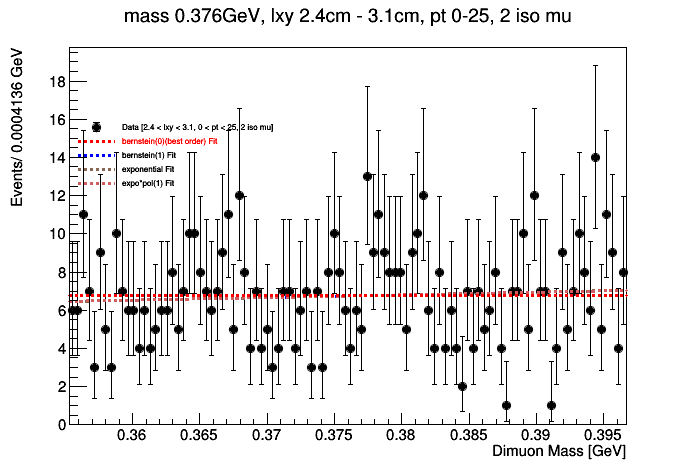 mass 0.376GeV, lxy 2.4cm - 3.1cm, pt 0-25, 2 iso mu
Events/ 0.0004136 GeV
18
16
14
12
10
8
6
4
2
0
Data [2.4 < lxy < 3.1, 0 < pt < 25, 2 iso mu]
bernstein(0)(best order) Fit
bernstein(1) Fit
exponential Fit
expo*pol(1) Fit
0.36 0.365 0.37 0.375 0.38 0.385 0.39 0.395
Dimuon Mass [GeV]